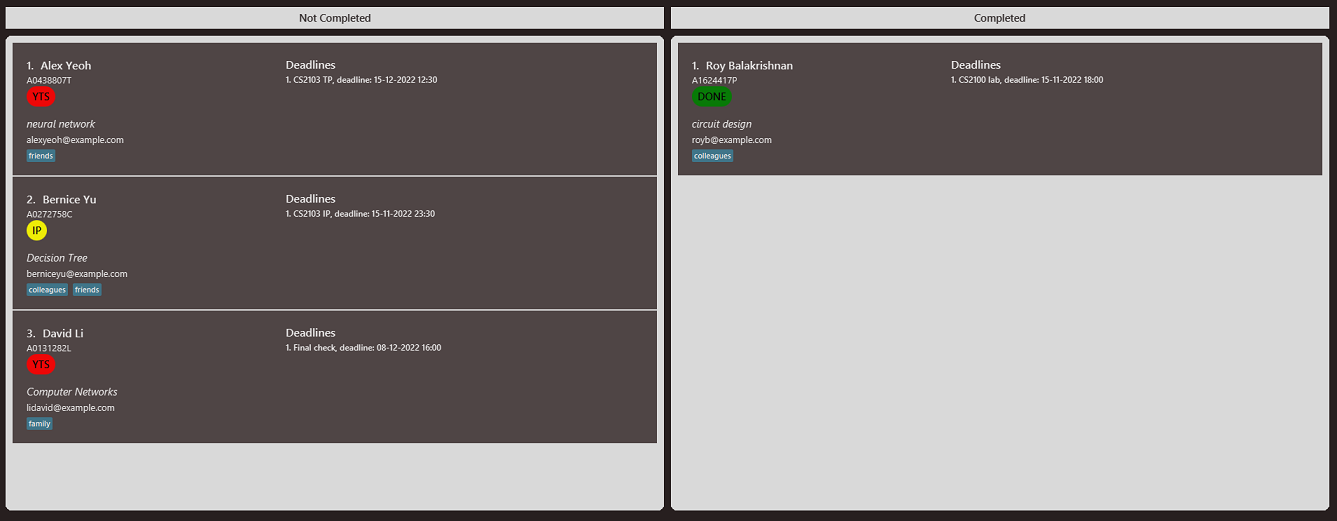 Not Completed
1. Alex Yeoh
A0438807T
YTS
neural network
alexyeoh@example.com
friends
Deadlines
1. CS2103 TP, deadline: 15-12-2022 12:30
2. Bernice Yu
A0272758C
IP
Decision Tree
berniceyu@example.com
colleagues friends
Deadlines
1. CS2103 IP, deadline: 15-11-2022 23:30
3. David Li
A0131282L
YTS
Computer Networks
lidavid@example.com
family
Deadlines
1. Final check, deadline: 08-12-2022 16:00
Completed
1. Roy Balakrishnan
A1624417P
DONE
circuit design
royb@example.com
colleagues
Deadlines
1. CS2100 lab, deadline: 15-11-2022 18:00